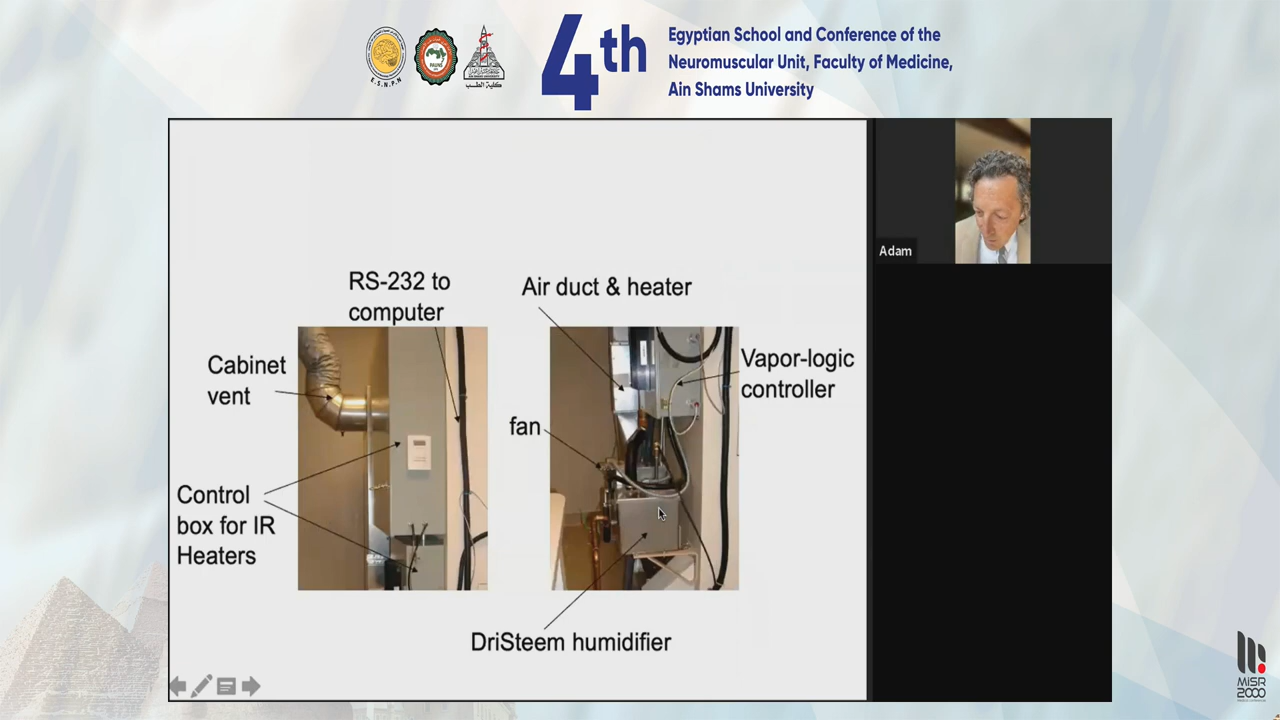 4th
Egyptian School and Conference of the
Neuromuscular Unit, Faculty of Medicine,
Ain Shams University
E.S.N.P.N
كلية الطب
Adam
RS-232 to
computer
Air duct & heater
Cabinet
vent
Vapor-logic
controller
fan
Control
box for IR
Heaters
DriSteem humidifier
MiSR
2000